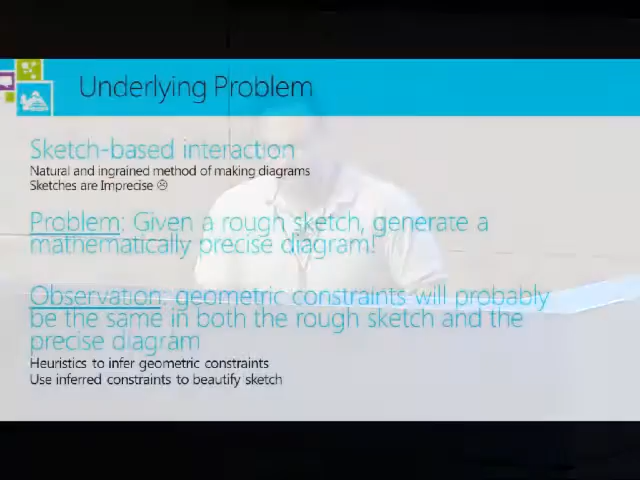 Underlying Problem
Sketch-based interaction
Natural and ingrained method of making diagrams
Sketches are Imprecise ☹
Problem: Given a rough sketch, generate a
mathematically precise diagram!
Observation: geometric constraints will probably
be the same in both the rough sketch and the
precise diagram
Heuristics to infer geometric constraints
Use inferred constraints to beautify sketch